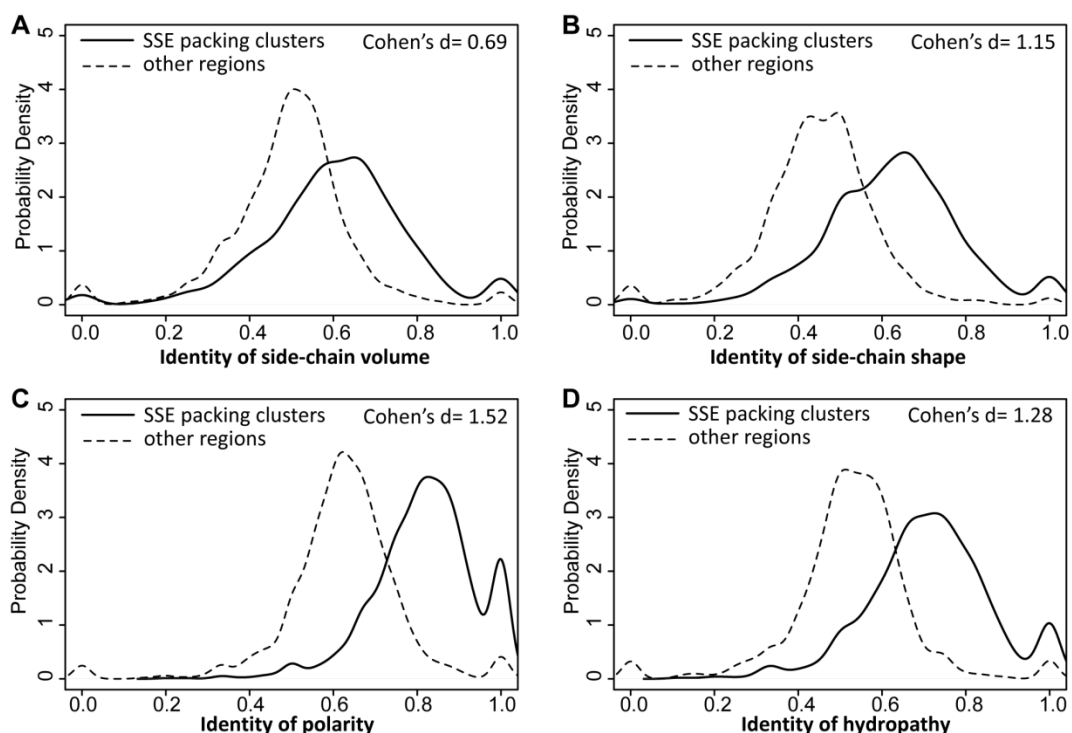 A
SSE packing clusters
other regions
Cohen's d= 0.69
Probability Density
5
4
3
2
1
0
0.0 0.2 0.4 0.6 0.8 1.0
Identity of side-chain volume
B
SSE packing clusters
other regions
Cohen's d= 1.15
Probability Density
5
4
3
2
1
0
0.0 0.2 0.4 0.6 0.8 1.0
Identity of side-chain shape
C
SSE packing clusters
other regions
Cohen's d= 1.52
Probability Density
5
4
3
2
1
0
0.0 0.2 0.4 0.6 0.8 1.0
Identity of polarity
D
SSE packing clusters
other regions
Cohen's d= 1.28
Probability Density
5
4
3
2
1
0
0.0 0.2 0.4 0.6 0.8 1.0
Identity of hydropathy